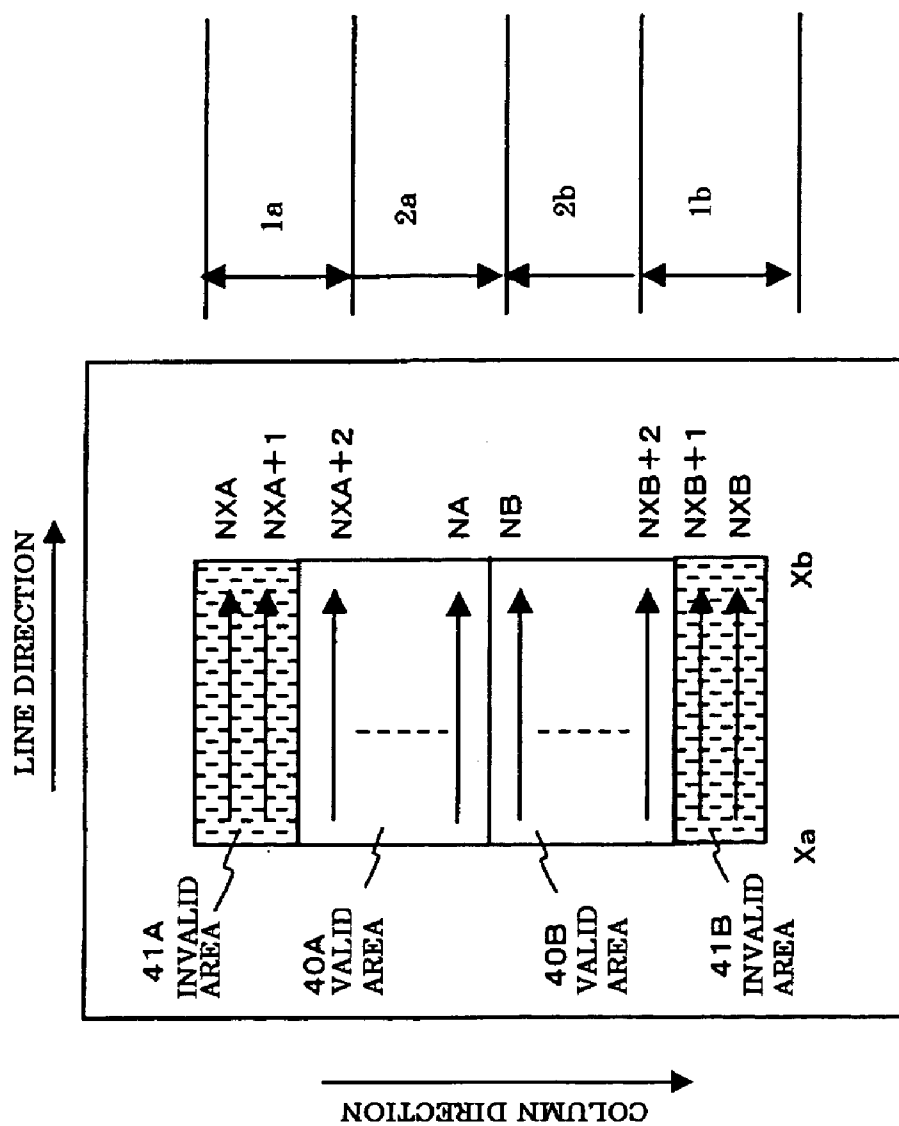 LINE DIRECTION
COLUMN DIRECTION
41A
INVALID
AREA
40A
VALID
AREA
40B
VALID
AREA
41B
INVALID
AREA
NXA
NXA+1
NXA+2
NA
NB
NXB+2
NXB+1
NXB
Xa
Xb
1a
2a
2b
1b